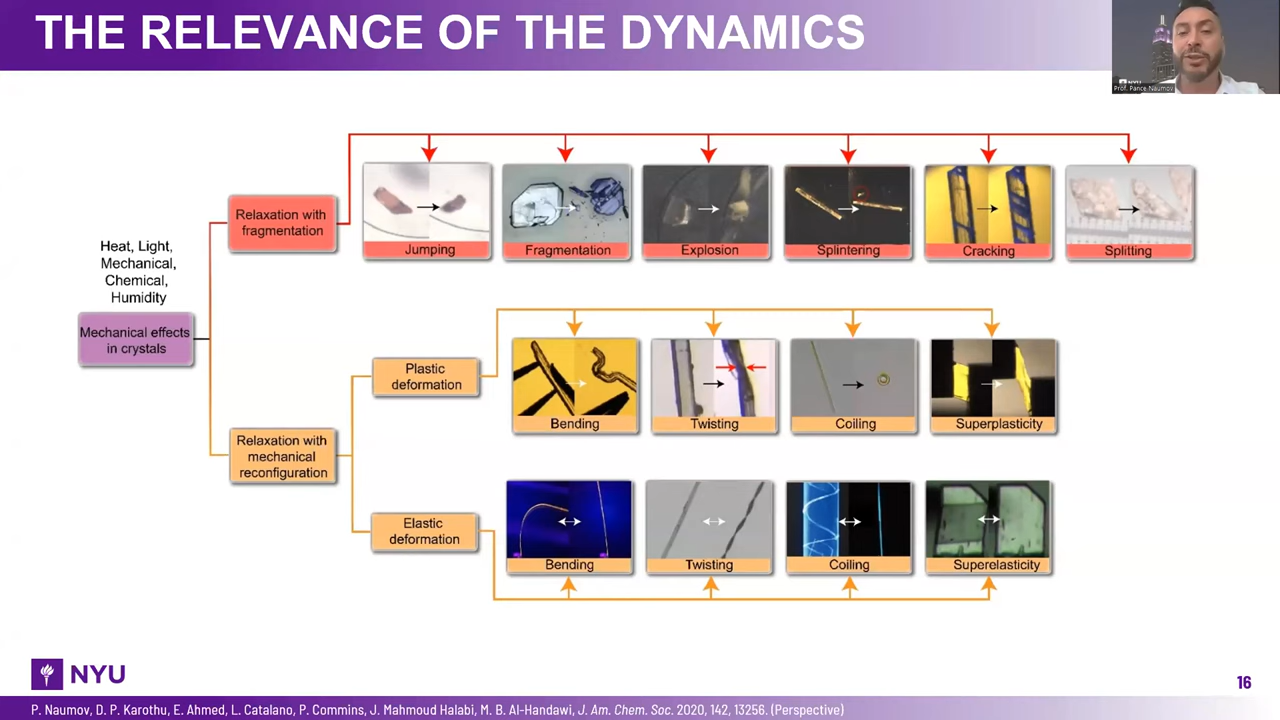 THE RELEVANCE OF THE DYNAMICS
NYU
Prof. Pance Naumov
Relaxation with
fragmentation
Jumping
Fragmentation
Explosion
Splintering
Cracking
Splitting
Heat, Light,
Mechanical,
Chemical,
Humidity
Mechanical effects
in crystals
Plastic
deformation
Bending
Twisting
Coiling
Superplasticity
Relaxation with
mechanical
reconfiguration
Elastic
deformation
Bending
Twisting
Coiling
Superelasticity
NYU
16
P. Naumov, D. P. Karothu, E. Ahmed, L. Catalano, P. Commins, J. Mahmoud Halabi, M. B. Al-Handawi, J. Am. Chem. Soc. 2020, 142, 13256. (Perspective)